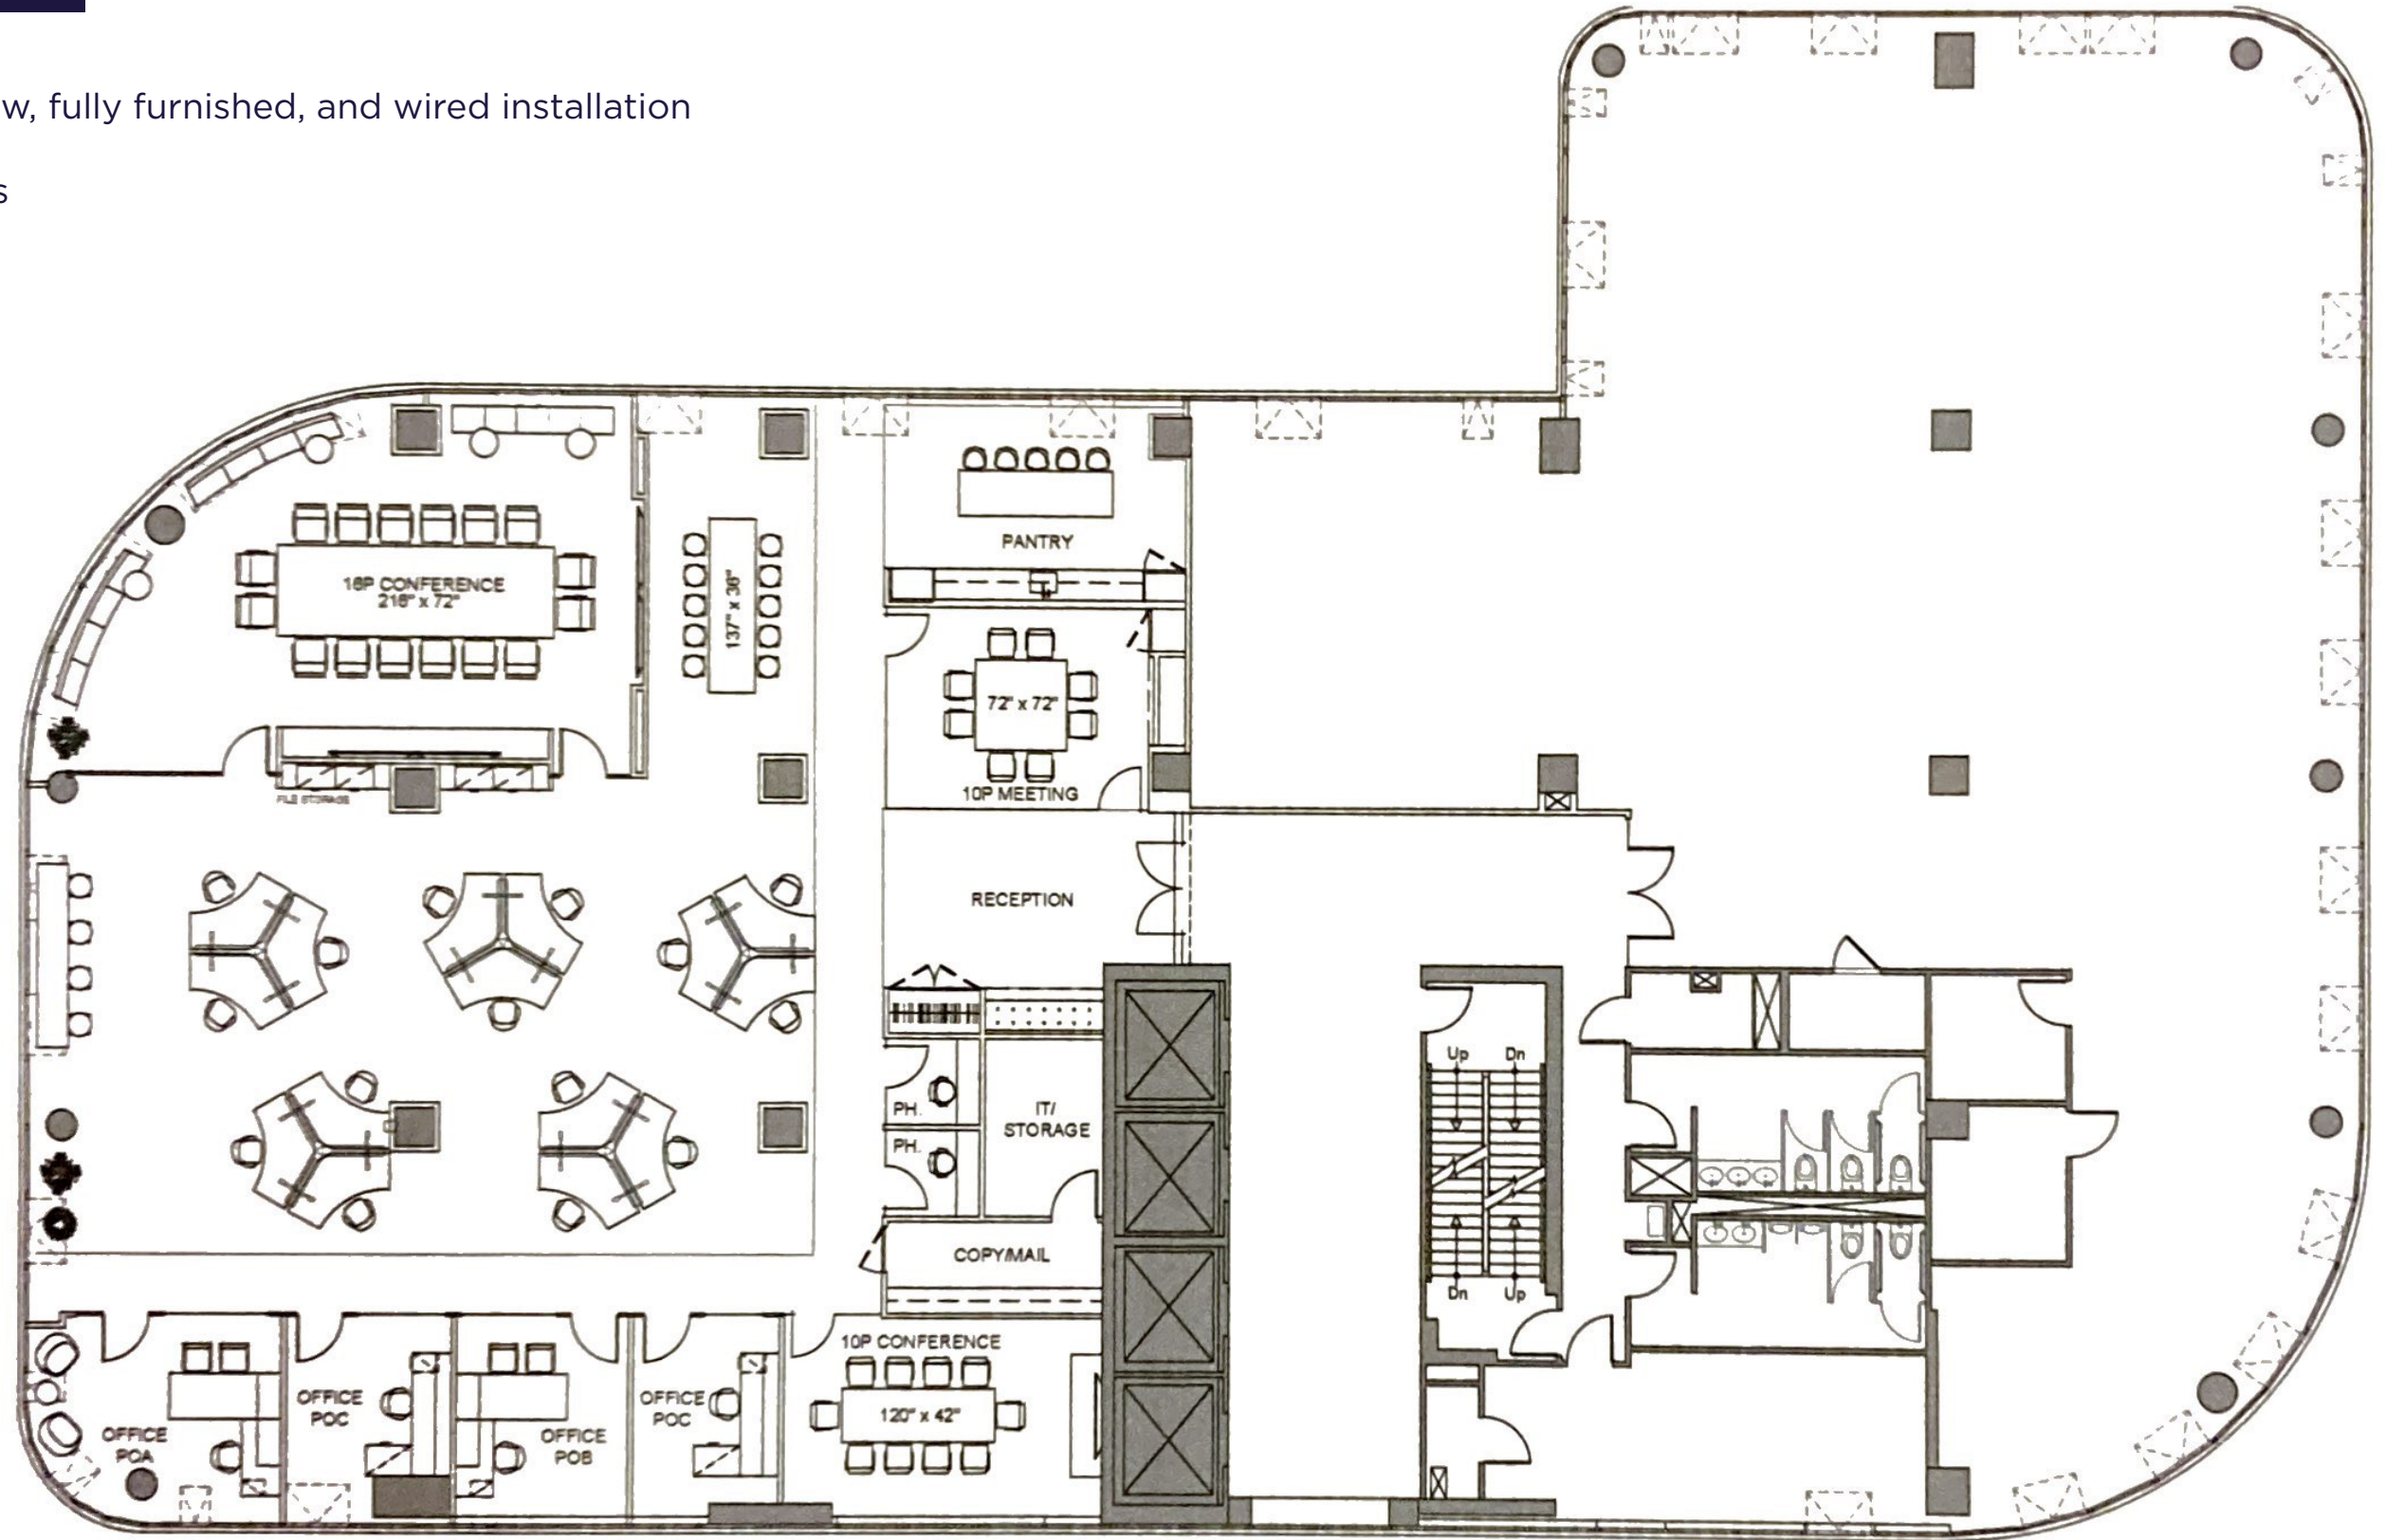 w, fully furnished, and wired installation
s
16P CONFERENCE
216" x 72"
137" x 36"
PANTRY
72" x 72"
10P MEETING
FILE STORAGE
RECEPTION
PH.
PH.
IT/
STORAGE
COPY/MAIL
Up Dn
Dn Up
10P CONFERENCE
120" x 42"
OFFICE
POA
OFFICE
POC
OFFICE
POB
OFFICE
POC